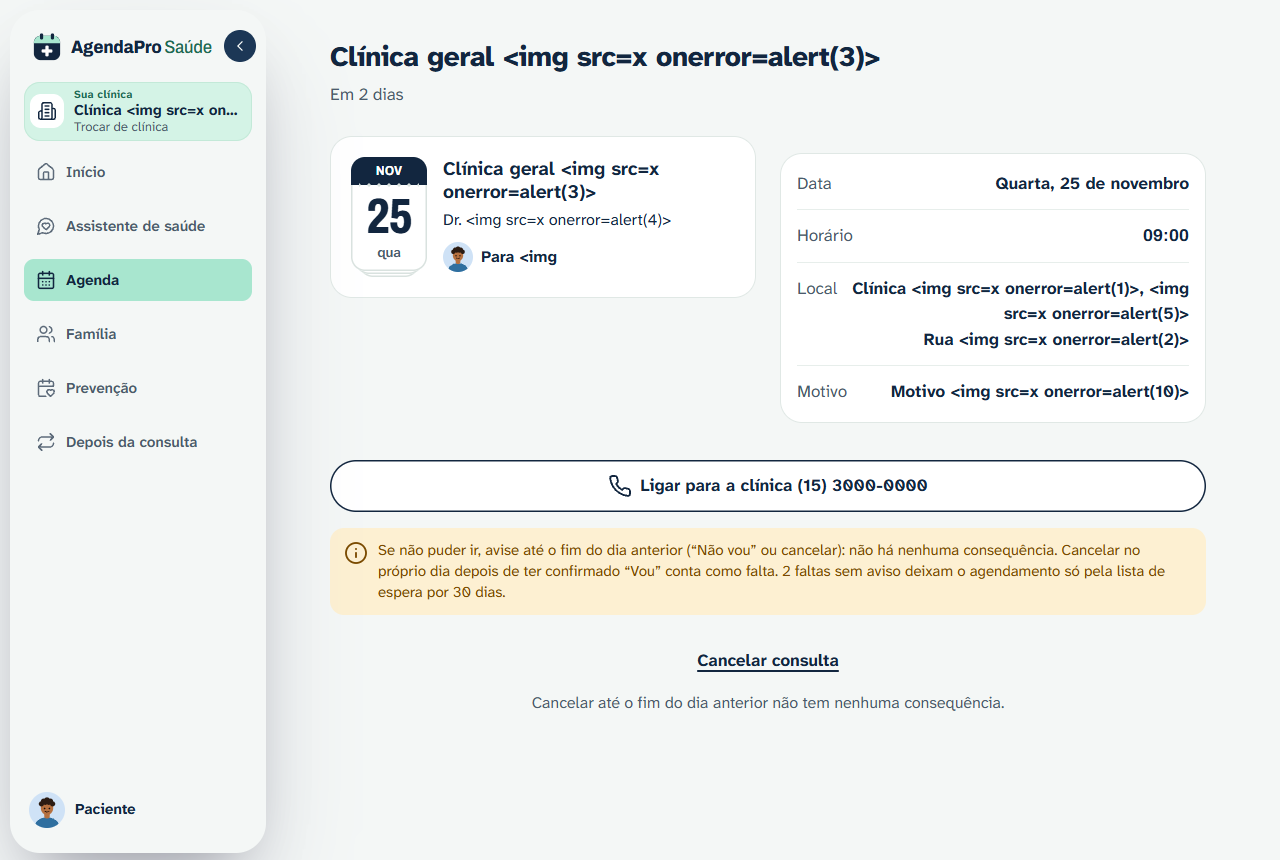 AgendaPro Saúde
Sua clínica
Clínica <img src=x on...
Trocar de clínica
Início
Assistente de saúde
Agenda
Família
Prevenção
Depois da consulta
Paciente
Clínica geral <img src=x onerror=alert(3)>
Em 2 dias
NOV
25
qua
Clínica geral <img src=x
onerror=alert(3)>
Dr. <img src=x onerror=alert(4)>
Para <img
Data
Quarta, 25 de novembro
Horário
09:00
Local
Clínica <img src=x onerror=alert(1)>, <img
src=x onerror=alert(5)>
Rua <img src=x onerror=alert(2)>
Motivo
Motivo <img src=x onerror=alert(10)>
Ligar para a clínica (15) 3000-0000
Se não puder ir, avise até o fim do dia anterior (“Não vou” ou cancelar): não há nenhuma consequência. Cancelar no
próprio dia depois de ter confirmado “Vou” conta como falta. 2 faltas sem aviso deixam o agendamento só pela lista de
espera por 30 dias.
Cancelar consulta
Cancelar até o fim do dia anterior não tem nenhuma consequência.